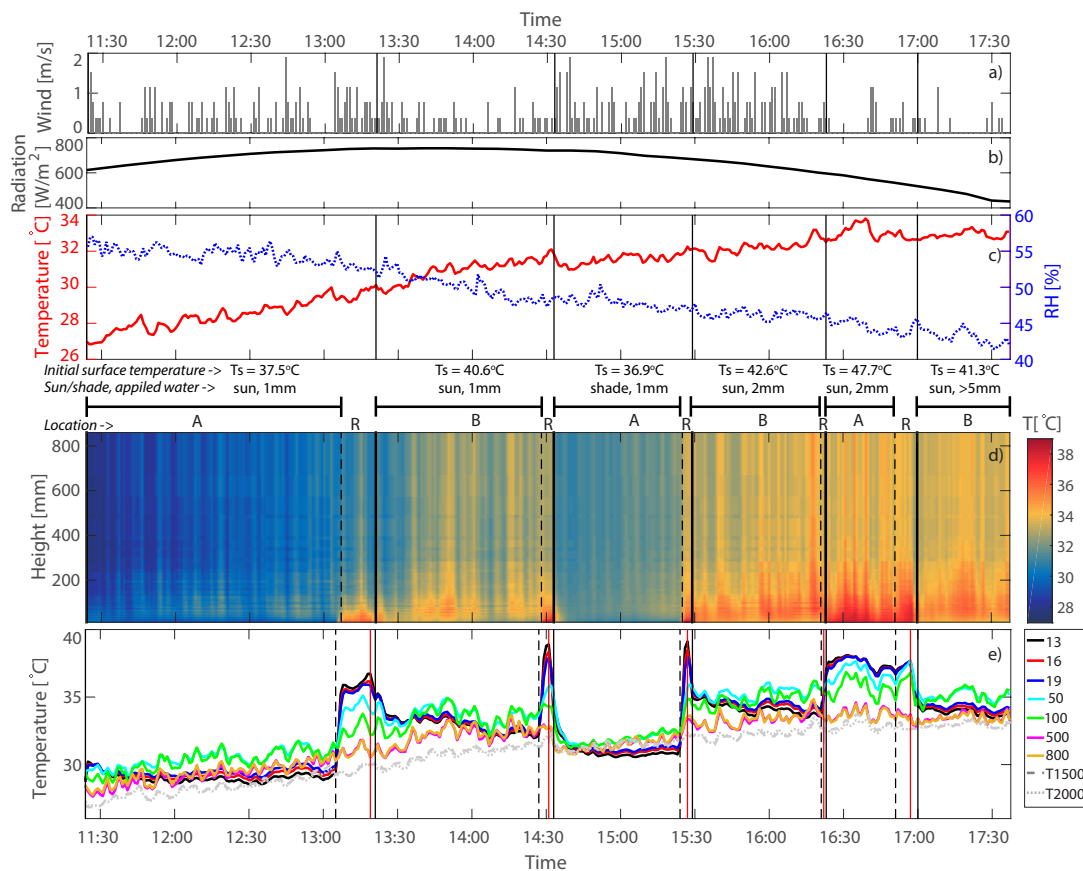 Time
11:30 12:00 12:30 13:00 13:30 14:00 14:30 15:00 15:30 16:00 16:30 17:00 17:30
Wind [m/s]
2
1
0
a)
Radiation
[W/m²]
800
600
400
b)
Temperature [°C]
34
32
30
28
26
c)
60
55
50
45
40
RH [%]
Initial surface temperature -> Ts = 37.5°C Ts = 40.6°C Ts = 36.9°C Ts = 42.6°C Ts = 47.7°C Ts = 41.3°C
Sun/shade, appiled water -> sun, 1mm sun, 1mm shade, 1mm sun, 2mm sun, 2mm sun, >5mm
Location -> A R B R A R B R A R B
Height [mm]
800
600
400
200
d)
T[°C]
38
36
34
32
30
28
Temperature [°C]
40
35
30
e)
13
16
19
50
100
500
800
T1500
T2000
11:30 12:00 12:30 13:00 13:30 14:00 14:30 15:00 15:30 16:00 16:30 17:00 17:30
Time